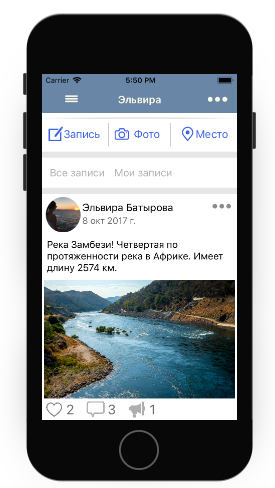 Carrier 5:50 PM
Эльвира
Запись Фото Место
Все записи Мои записи
Эльвира Батырова
8 окт 2017 г.
Река Замбези! Четвертая по
протяженности река в Африке. Имеет
длину 2574 км.
2 3 1